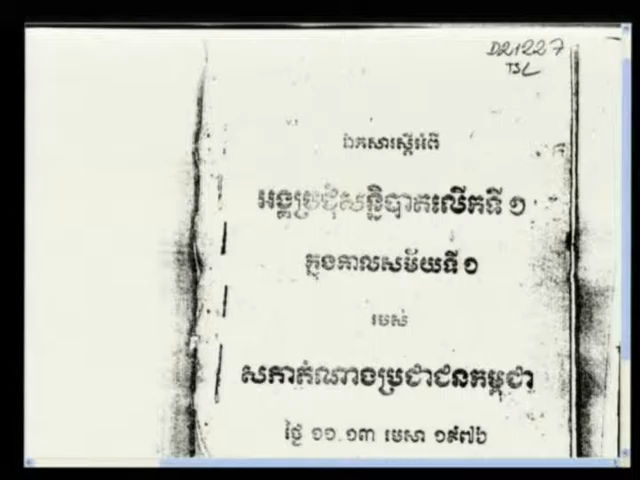 D21227
TSL
ឯកសារស្ដីអំពី
អង្គប្រជុំសន្និបាតលើកទី ១
ក្នុងកាលសម័យទី ១
របស់
សភាតំណាងប្រជាជនកម្ពុជា
ថ្ងៃ ១១.១៣ មេសា ១៩៧៦